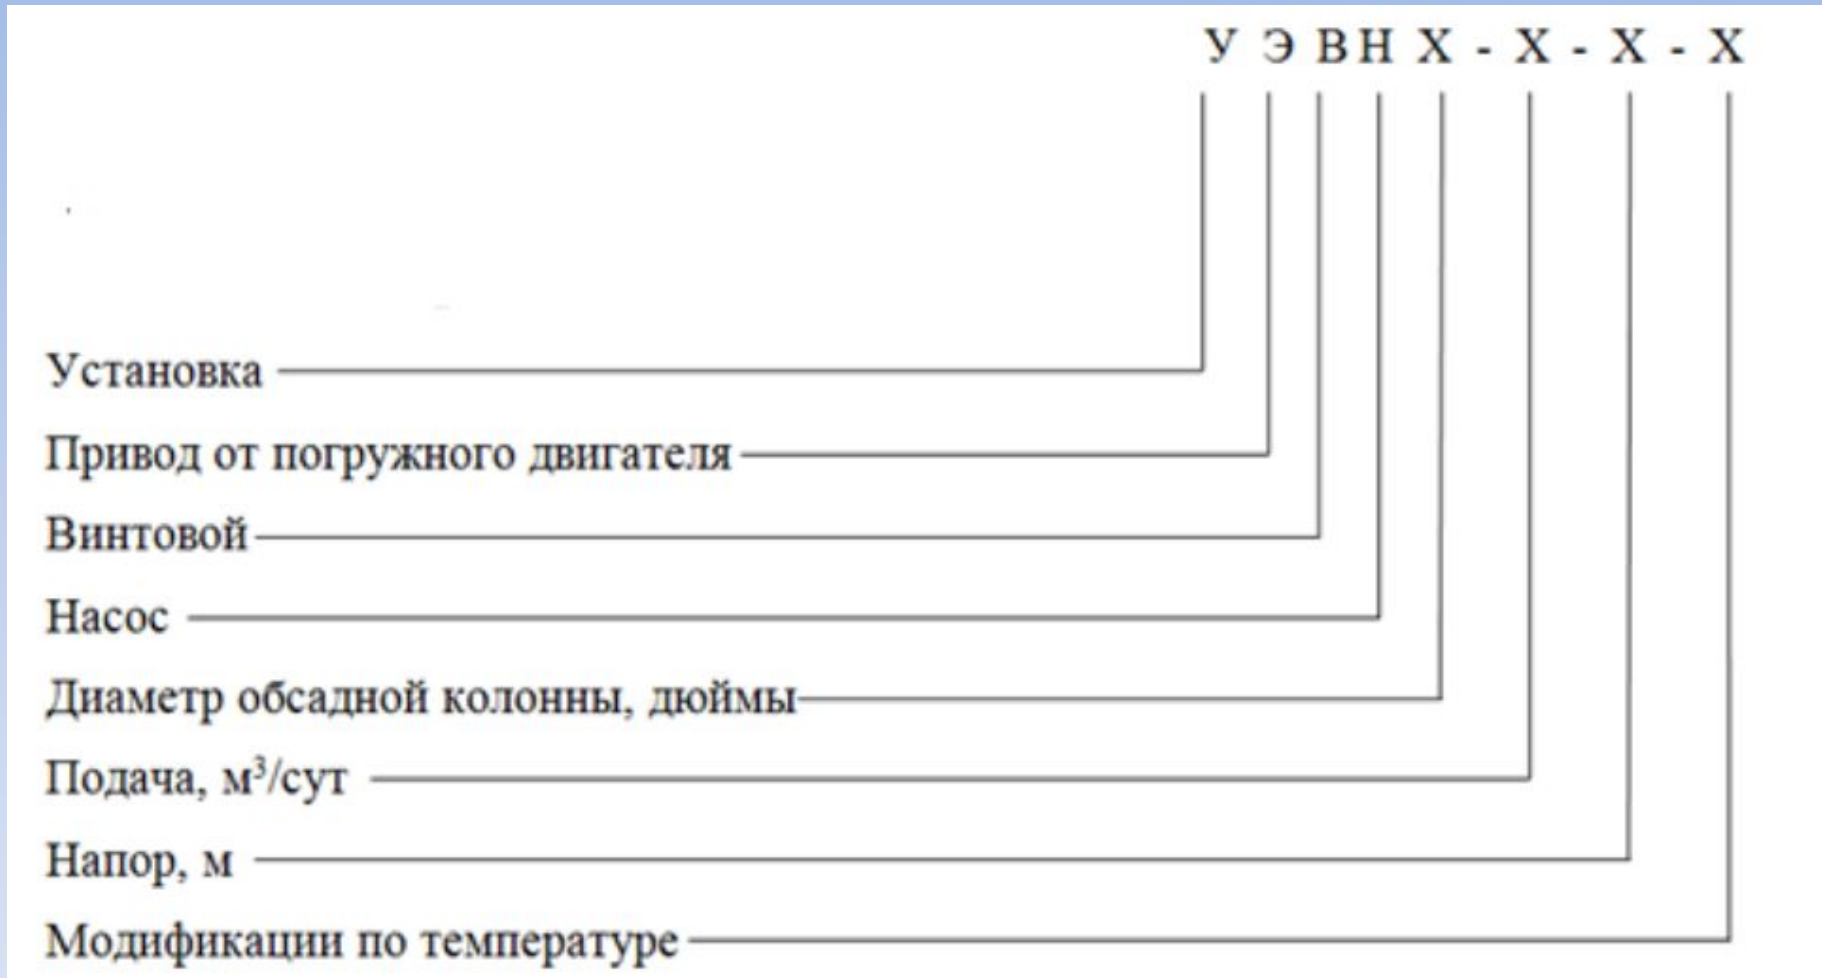 У Э В Н Х - Х - Х - Х
Установка
Привод от погружного двигателя
Винтовой
Насос
Диаметр обсадной колонны, дюймы
Подача, м³/сут
Напор, м
Модификации по температуре